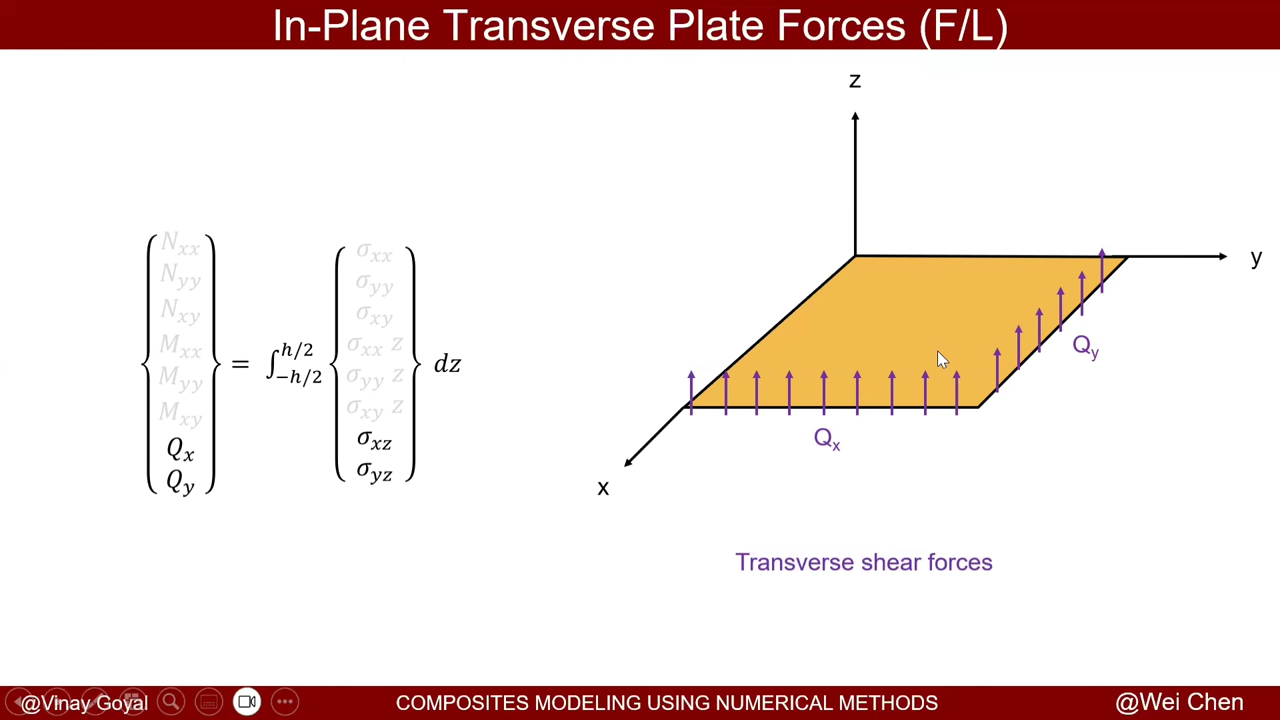 In-Plane Transverse Plate Forces (F/L)
z
N_xx
N_yy
N_xy
M_xx
M_yy
M_xy
Q_x
Q_y
= ∫_{-h/2}^{h/2}
σ_xx
σ_yy
σ_xy
σ_xx z
σ_yy z
σ_xy z
σ_xz
σ_yz
dz
y
Q_y
Q_x
x
Transverse shear forces
@Vinay Goyal
COMPOSITES MODELING USING NUMERICAL METHODS
@Wei Chen